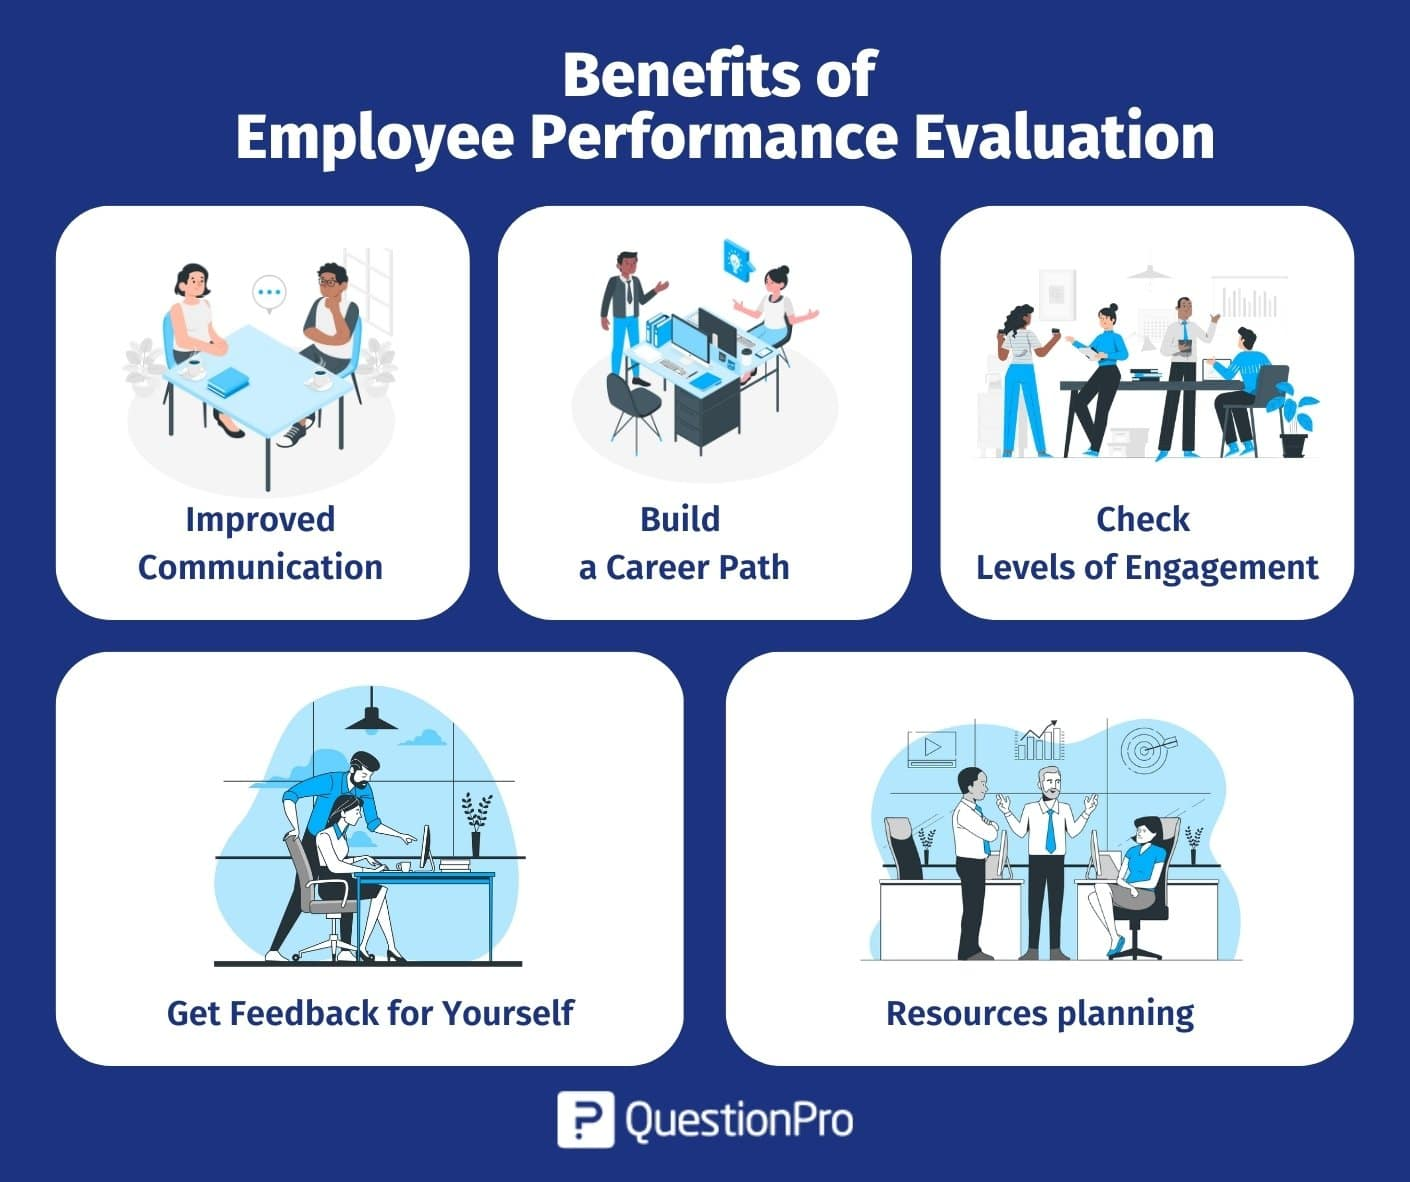 Benefits of
Employee Performance Evaluation
Improved
Communication
Build
a Career Path
Check
Levels of Engagement
Get Feedback for Yourself
Resources planning
QuestionPro